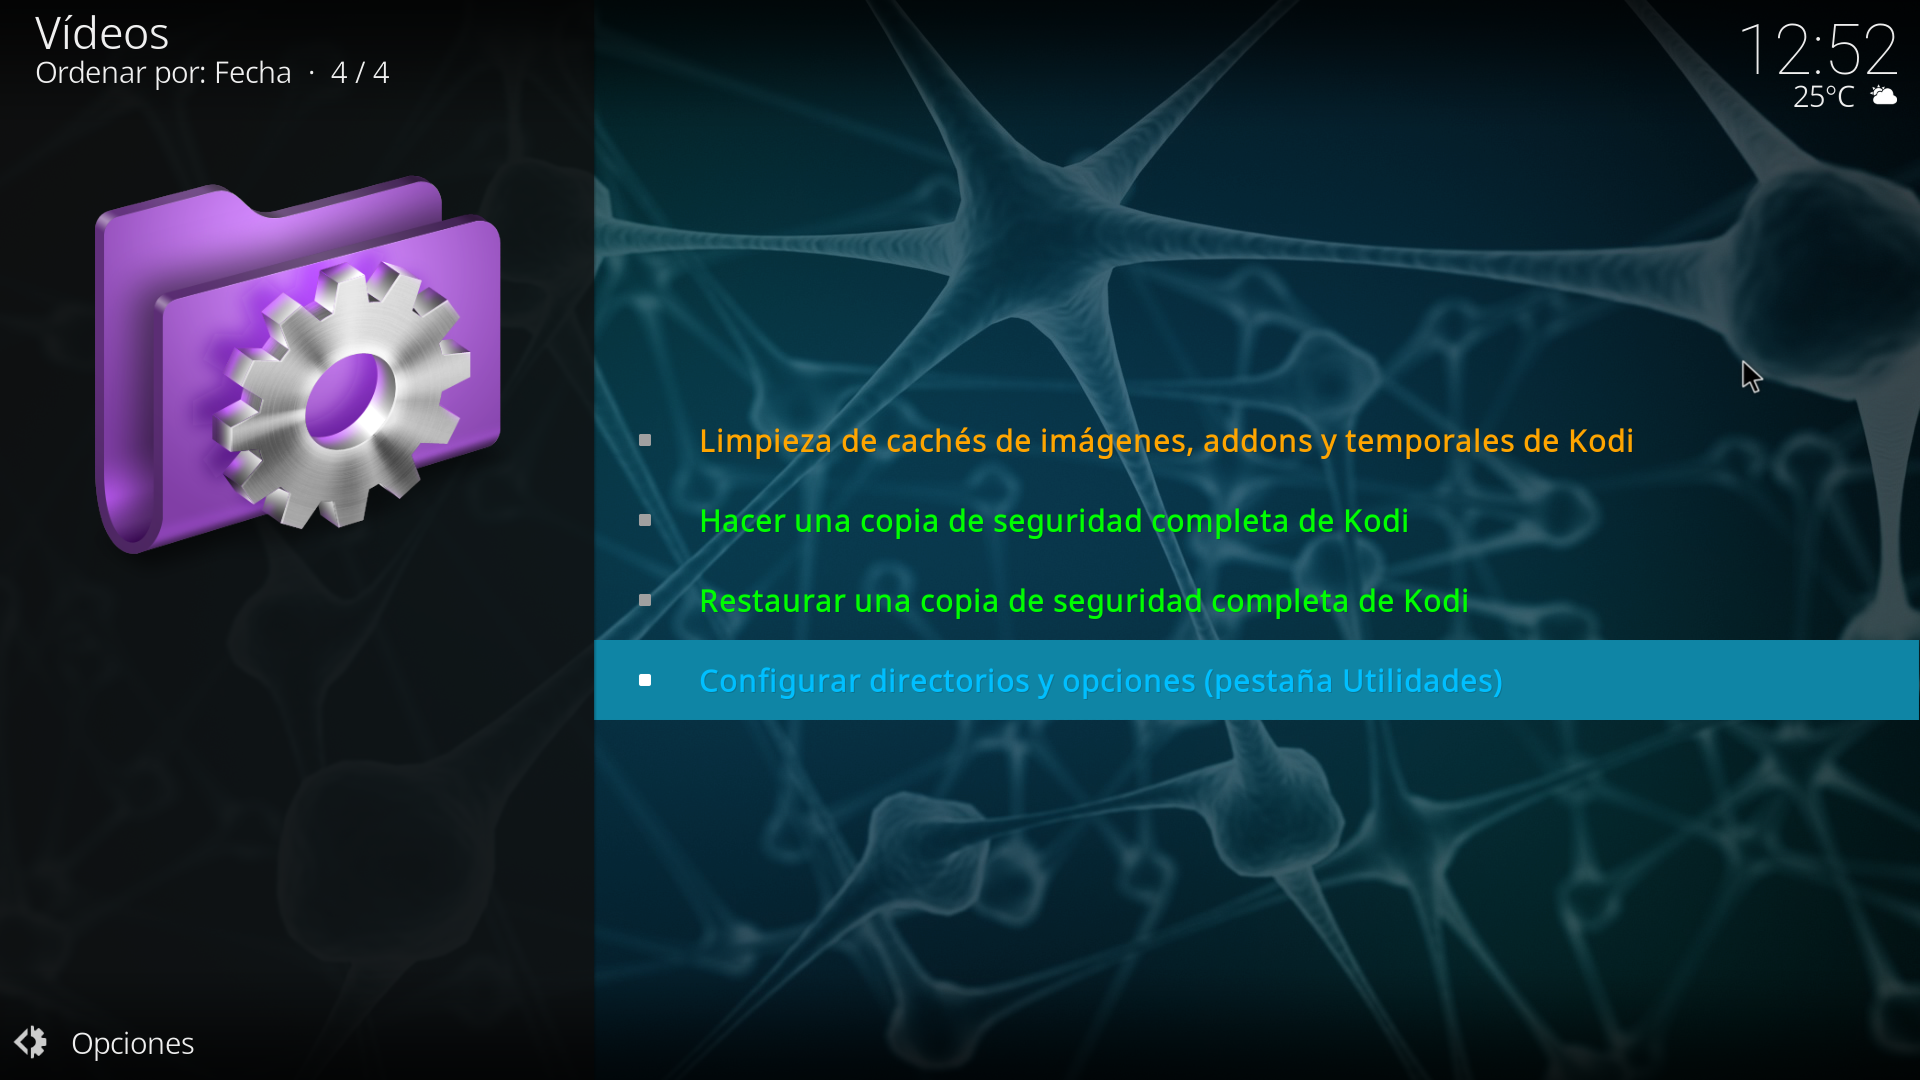 Vídeos
Ordenar por: Fecha · 4 / 4
12:52
25°C
Limpieza de cachés de imágenes, addons y temporales de Kodi
Hacer una copia de seguridad completa de Kodi
Restaurar una copia de seguridad completa de Kodi
Configurar directorios y opciones (pestaña Utilidades)
Opciones